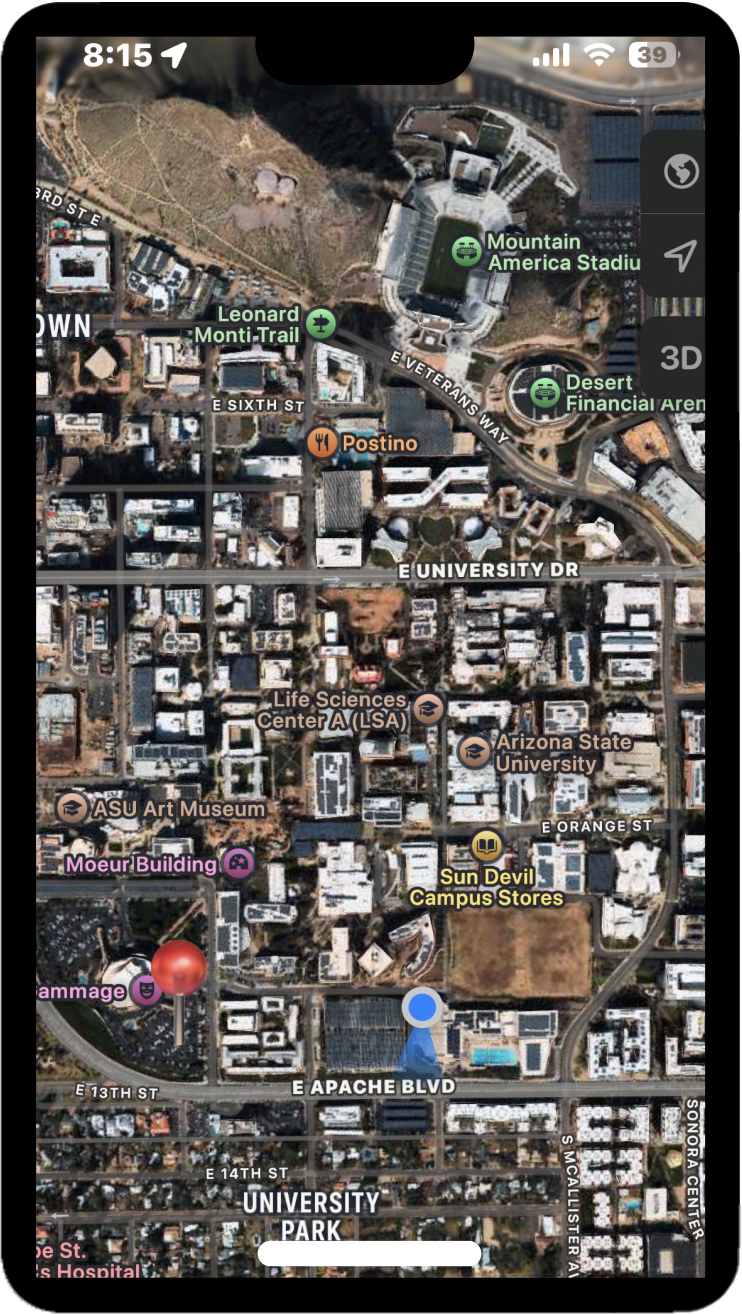 8:15
39
3RD ST E
Mountain
America Stadiu
Leonard
Monti Trail
OWN
3D
E VETERANS WAY
Desert
Financial Aren
E SIXTH ST
Postino
E UNIVERSITY DR
Life Sciences
Center A (LSA)
Arizona State
University
ASU Art Museum
E ORANGE ST
Moeur Building
Sun Devil
Campus Stores
ammage
E APACHE BLVD
E 13TH ST
S MCALLISTER AV
SONORA CENTER
E 14TH ST
UNIVERSITY
PARK
e St.
's Hospital